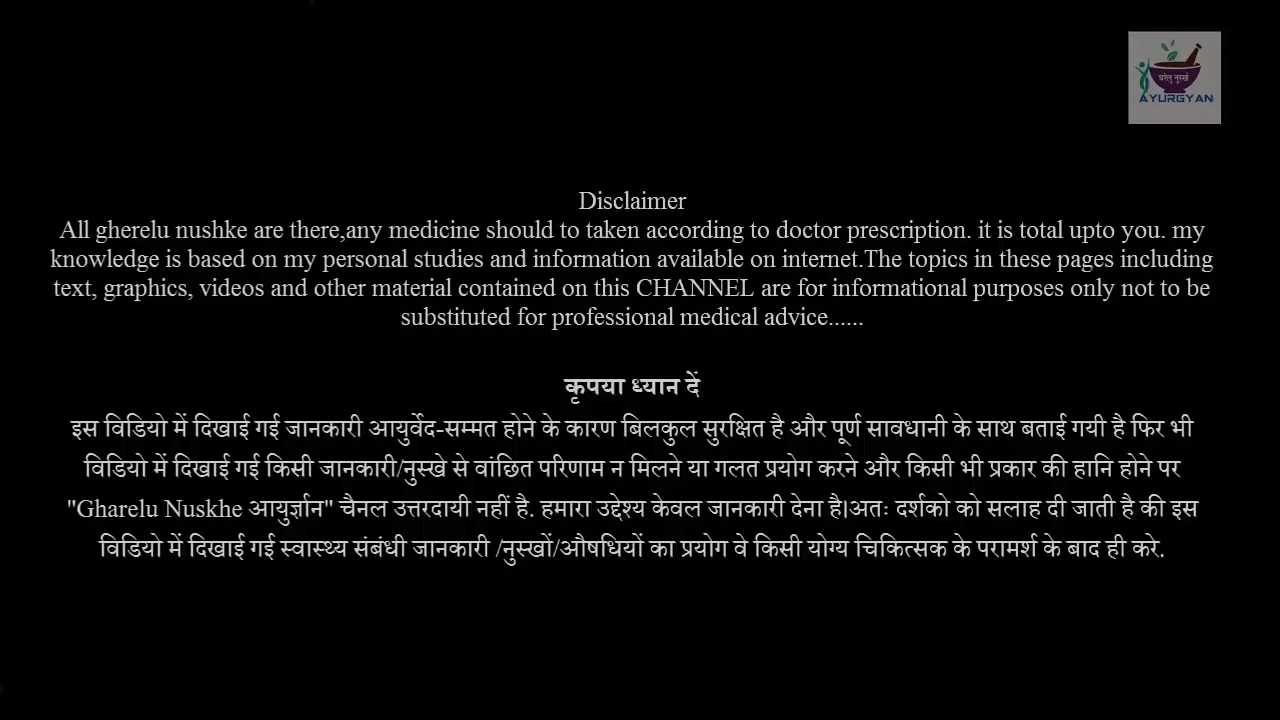 घरेलु नुस्खे
AYURGYAN
Disclaimer
All gherelu nushke are there,any medicine should to taken according to doctor prescription. it is total upto you. my
knowledge is based on my personal studies and information available on internet.The topics in these pages including
text, graphics, videos and other material contained on this CHANNEL are for informational purposes only not to be
substituted for professional medical advice......
कृपया ध्यान दें
इस विडियो में दिखाई गई जानकारी आयुर्वेद-सम्मत होने के कारण बिलकुल सुरक्षित है और पूर्ण सावधानी के साथ बताई गयी है फिर भी
विडियो में दिखाई गई किसी जानकारी/नुस्खे से वांछित परिणाम न मिलने या गलत प्रयोग करने और किसी भी प्रकार की हानि होने पर
"Gharelu Nuskhe आयुर्ज्ञान" चैनल उत्तरदायी नहीं है. हमारा उद्देश्य केवल जानकारी देना है।अतः दर्शको को सलाह दी जाती है की इस
विडियो में दिखाई गई स्वास्थ्य संबंधी जानकारी /नुस्खों/औषधियों का प्रयोग वे किसी योग्य चिकित्सक के परामर्श के बाद ही करे.